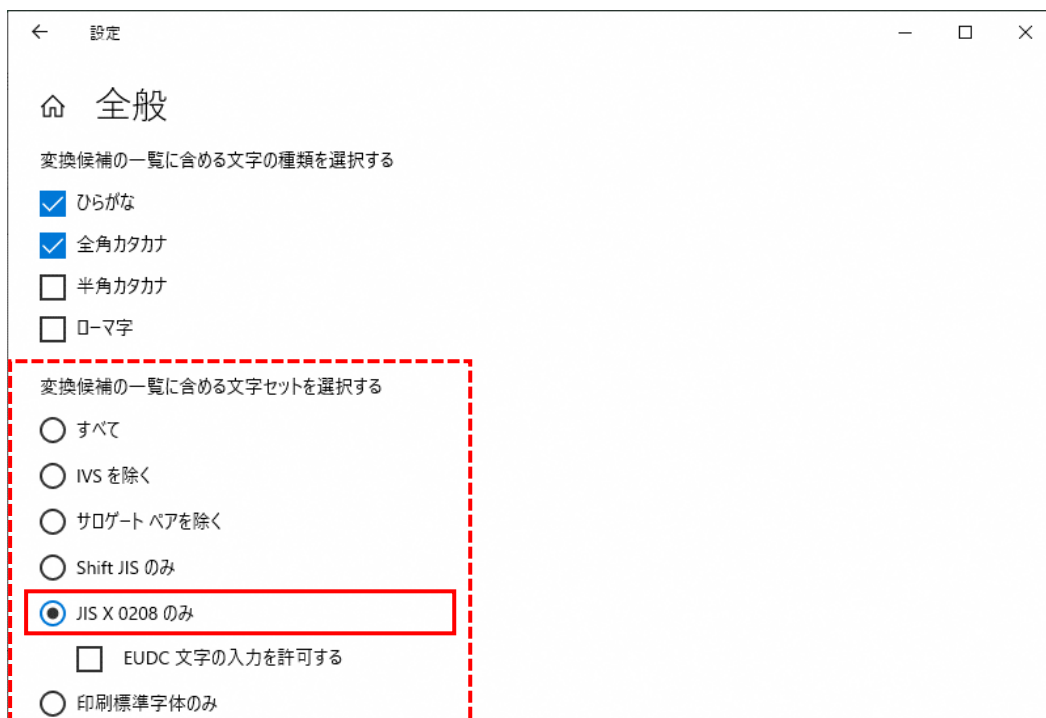 設定
全般
変換候補の一覧に含める文字の種類を選択する
ひらがな
全角カタカナ
半角カタカナ
ローマ字
変換候補の一覧に含める文字セットを選択する
すべて
IVS を除く
サロゲート ペアを除く
Shift JIS のみ
JIS X 0208 のみ
EUDC 文字の入力を許可する
印刷標準字体のみ